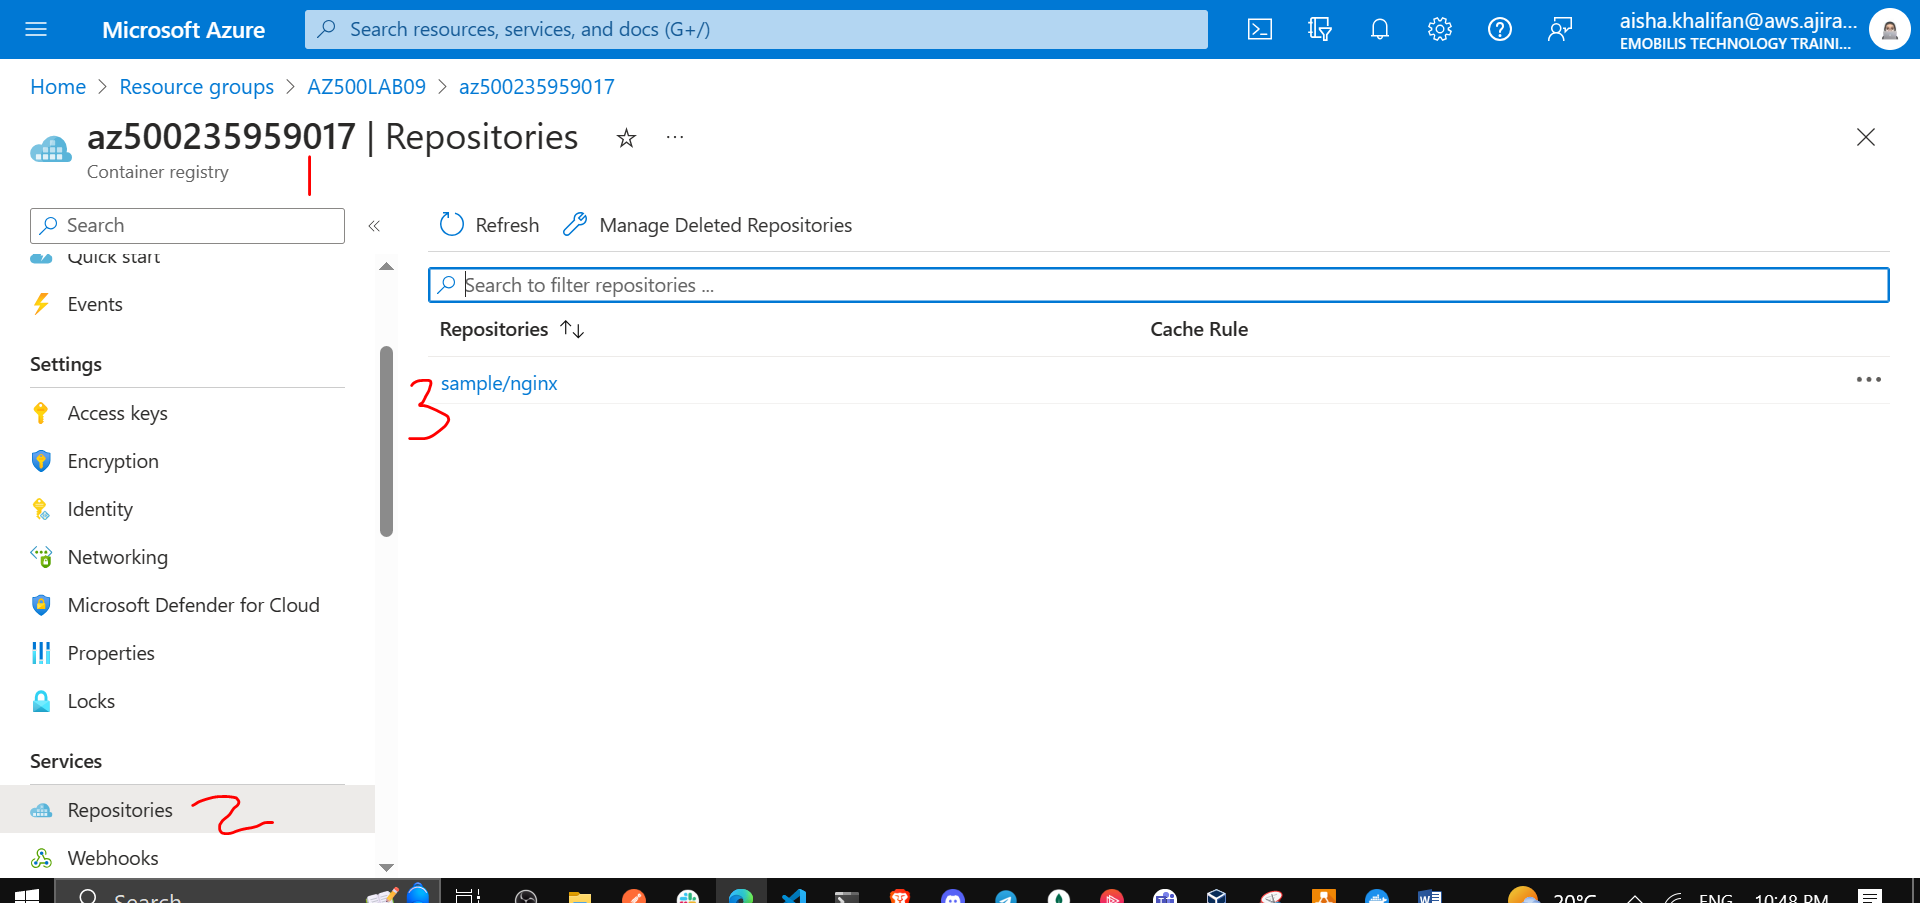 Microsoft Azure
Search resources, services, and docs (G+/)
aisha.khalifan@aws.ajira...
EMOBILIS TECHNOLOGY TRAINI...
Home > Resource groups > AZ500LAB09 > az500235959017
az500235959017 | Repositories
Container registry
1
Search
Refresh
Manage Deleted Repositories
Quick start
Events
Settings
Access keys
Encryption
Identity
Networking
Microsoft Defender for Cloud
Properties
Locks
Services
Repositories 2
Webhooks
Search to filter repositories ...
Repositories
Cache Rule
3 sample/nginx
Search
20°C
ENG
10:48 PM